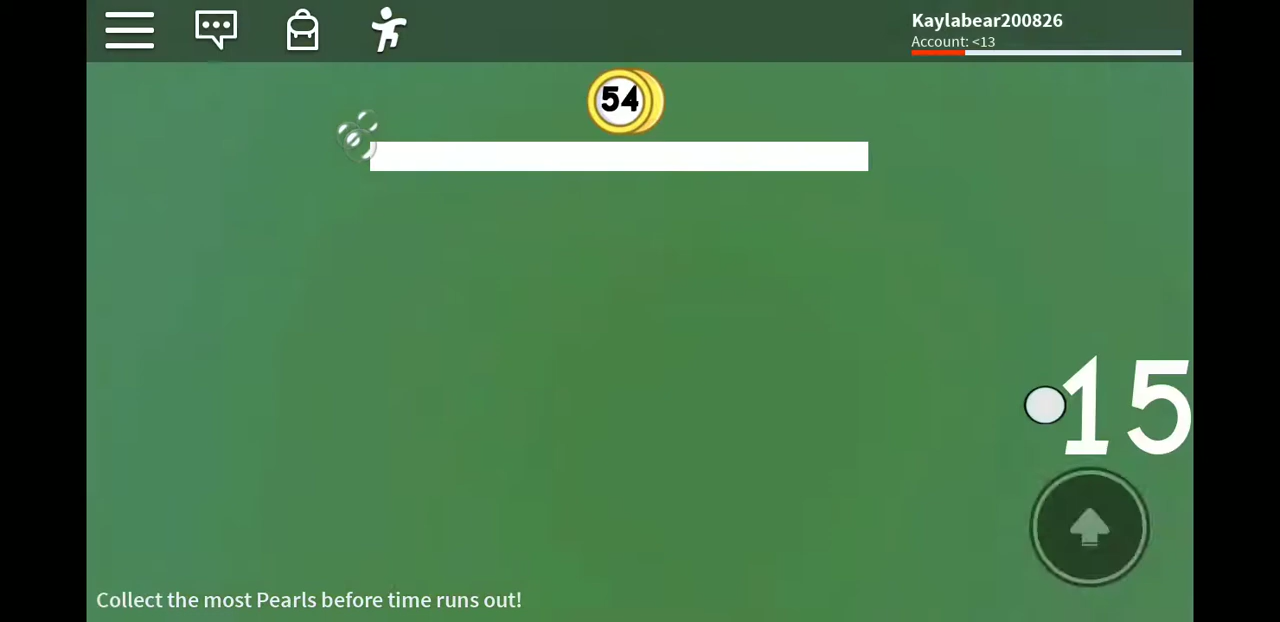 Kaylabear200826
Account: <13
54
15
Collect the most Pearls before time runs out!